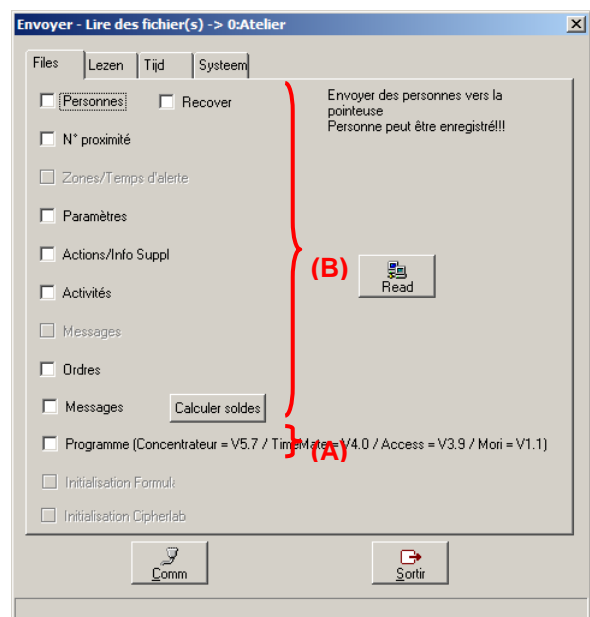 Envoyer - Lire des fichier(s) -> 0:Atelier
Files Lezen Tijd Systeem
Personnes Recover
Envoyer des personnes vers la
pointeuse
Personne peut être enregistré!!!
N° proximité
Zones/Temps d'alerte
Paramètres
Actions/Info Suppl
(B)
Read
Activités
Messages
Ordres
Messages Calculer soldes
Programme (Concentrateur = V5.7 / TimeMate = V4.0 / Access = V3.9 / Mori = V1.1)
(A)
Initialisation Formula
Initialisation Cipherlab
Comm Sortir